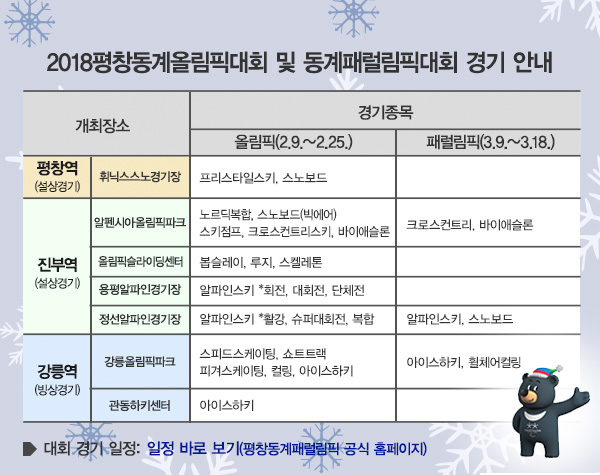 2018평창동계올림픽대회 및 동계패럴림픽대회 경기 안내
개최장소
경기종목
올림픽(2.9.~2.25.)
패럴림픽(3.9.~3.18.)
평창역
(설상경기)
휘닉스스노경기장
프리스타일스키, 스노보드
진부역
(설상경기)
알펜시아올림픽파크
노르딕복합, 스노보드(빅에어)
스키점프, 크로스컨트리스키, 바이애슬론
크로스컨트리, 바이애슬론
올림픽슬라이딩센터
봅슬레이, 루지, 스켈레톤
용평알파인경기장
알파인스키 *회전, 대회전, 단체전
정선알파인경기장
알파인스키 *활강, 슈퍼대회전, 복합
알파인스키, 스노보드
강릉역
(빙상경기)
강릉올림픽파크
스피드스케이팅, 쇼트트랙
피겨스케이팅, 컬링, 아이스하키
아이스하키, 휠체어컬링
관동하키센터
아이스하키
▶ 대회 경기 일정: 일정 바로 보기(평창동계패럴림픽 공식 홈페이지)